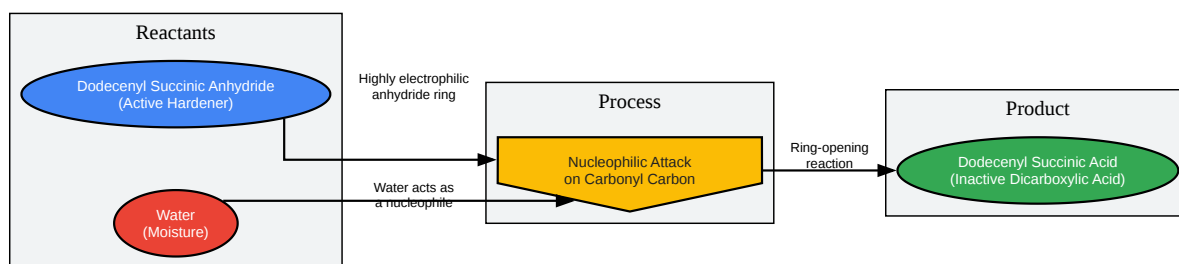 Reactants
Dodecenyl Succinic Anhydride
(Active Hardener)
Water
(Moisture)
Highly electrophilic
anhydride ring
Water acts as
a nucleophile
Process
Nucleophilic Attack
on Carbonyl Carbon
Ring-opening
reaction
Product
Dodecenyl Succinic Acid
(Inactive Dicarboxylic Acid)